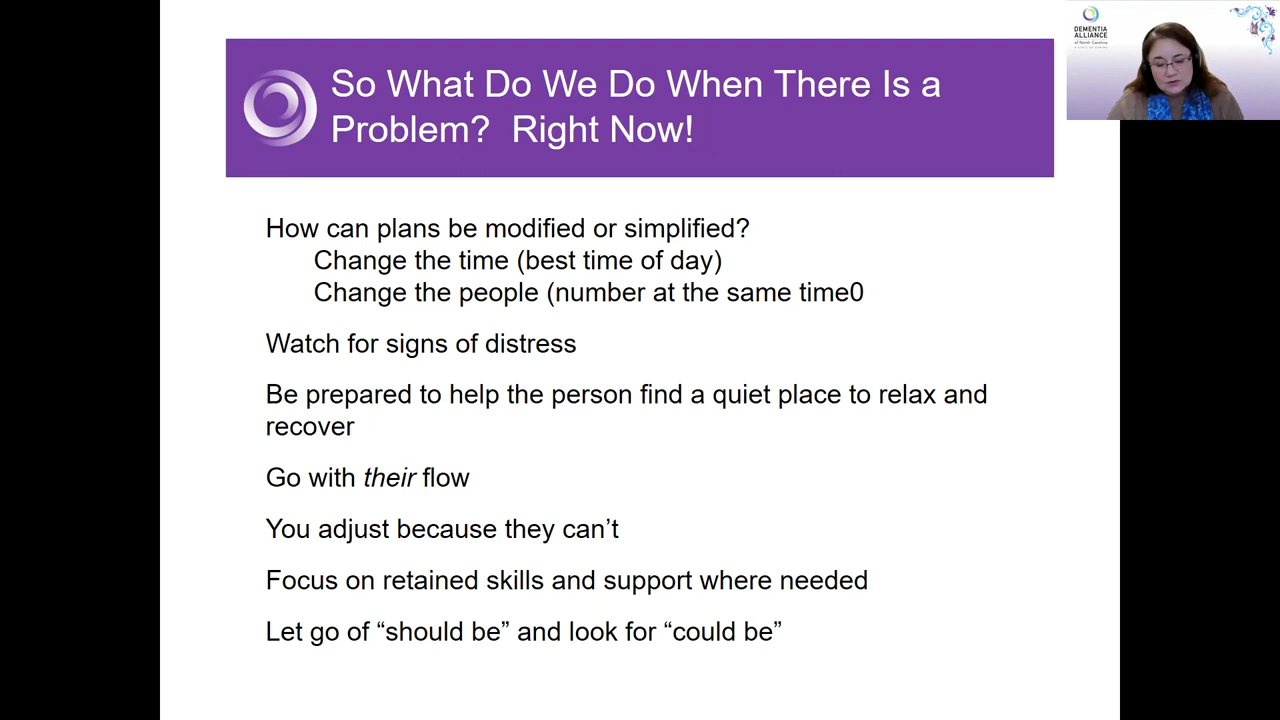 So What Do We Do When There Is a
Problem?  Right Now!
How can plans be modified or simplified?
Change the time (best time of day)
Change the people (number at the same time0
Watch for signs of distress
Be prepared to help the person find a quiet place to relax and
recover
Go with their flow
You adjust because they can’t
Focus on retained skills and support where needed
Let go of “should be” and look for “could be”
DEMENTIA
ALLIANCE
of North Carolina